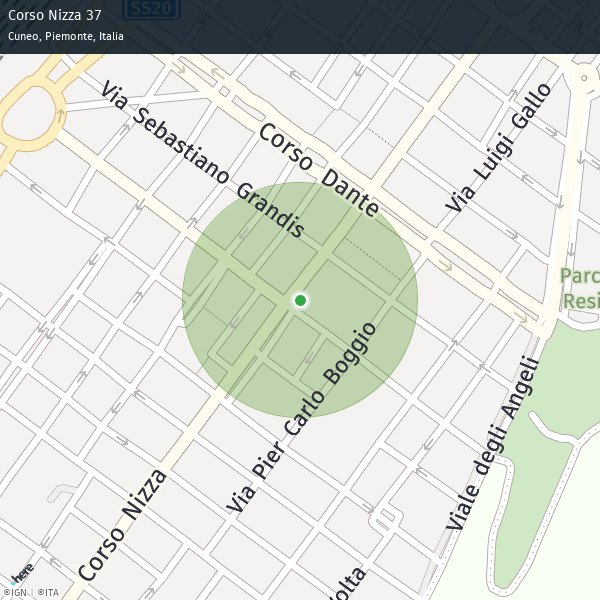 Corso Nizza 37
Cuneo, Piemonte, Italia
SS20
Via Sebastiano Grandis
Corso Dante
Via Luigi Gallo
Parc
Resi
Via Pier Carlo Boggio
Viale degli Angeli
Corso Nizza
olta
here
©IGN | ©ITA